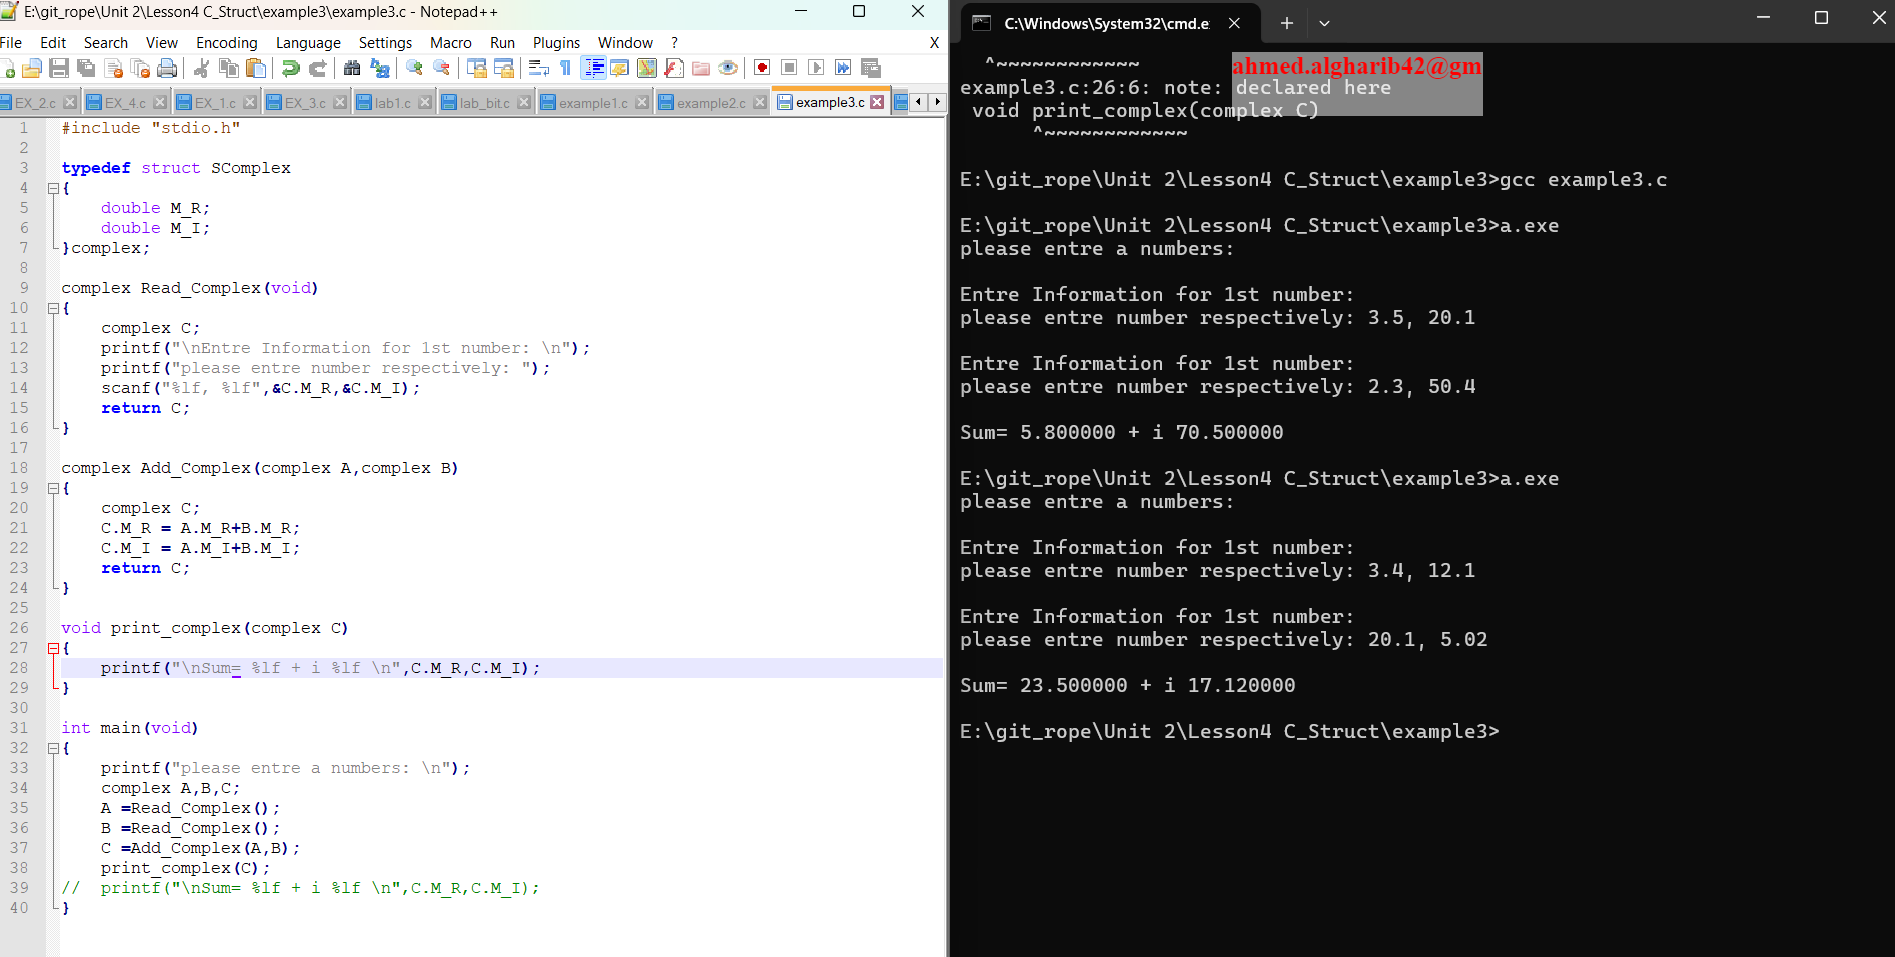 E:\git_rope\Unit 2\Lesson4 C_Struct\example3\example3.c - Notepad++
File Edit Search View Encoding Language Settings Macro Run Plugins Window ? X
EX_2.c EX_4.c EX_1.c EX_3.c lab1.c lab_bit.c example1.c example2.c example3.c
1 #include "stdio.h"
2
3 typedef struct SComplex
4 {
5 double M_R;
6 double M_I;
7 }complex;
8
9 complex Read_Complex(void)
10 {
11 complex C;
12 printf("\nEntre Information for 1st number: \n");
13 printf("please entre number respectively: ");
14 scanf("%lf, %lf",&C.M_R,&C.M_I);
15 return C;
16 }
17
18 complex Add_Complex(complex A,complex B)
19 {
20 complex C;
21 C.M_R = A.M_R+B.M_R;
22 C.M_I = A.M_I+B.M_I;
23 return C;
24 }
25
26 void print_complex(complex C)
27 {
28 printf("\nSum= %lf + i %lf \n",C.M_R,C.M_I);
29 }
30
31 int main(void)
32 {
33 printf("please entre a numbers: \n");
34 complex A,B,C;
35 A =Read_Complex();
36 B =Read_Complex();
37 C =Add_Complex(A,B);
38 print_complex(C);
39 // printf("\nSum= %lf + i %lf \n",C.M_R,C.M_I);
40 }
C:\Windows\System32\cmd.e
^~~~~~~~~~~~~
ahmed.algharib42@gm
example3.c:26:6: note: declared here
void print_complex(complex C)
^~~~~~~~~~~~~
E:\git_rope\Unit 2\Lesson4 C_Struct\example3>gcc example3.c
E:\git_rope\Unit 2\Lesson4 C_Struct\example3>a.exe
please entre a numbers:
Entre Information for 1st number:
please entre number respectively: 3.5, 20.1
Entre Information for 1st number:
please entre number respectively: 2.3, 50.4
Sum= 5.800000 + i 70.500000
E:\git_rope\Unit 2\Lesson4 C_Struct\example3>a.exe
please entre a numbers:
Entre Information for 1st number:
please entre number respectively: 3.4, 12.1
Entre Information for 1st number:
please entre number respectively: 20.1, 5.02
Sum= 23.500000 + i 17.120000
E:\git_rope\Unit 2\Lesson4 C_Struct\example3>